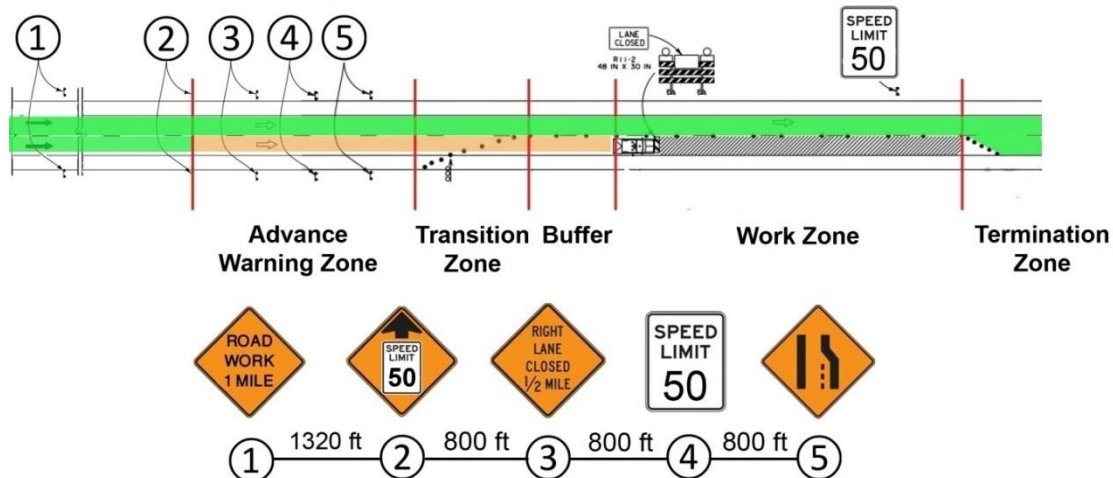 1
2
3
4
5
LANE
CLOSED
R11-2
48 IN X 30 IN
SPEED
LIMIT
50
Advance
Warning Zone
Transition
Zone
Buffer
Work Zone
Termination
Zone
ROAD
WORK
1 MILE
SPEED
LIMIT
50
RIGHT
LANE
CLOSED
1/2 MILE
SPEED
LIMIT
50
1 1320 ft 2 800 ft 3 800 ft 4 800 ft 5